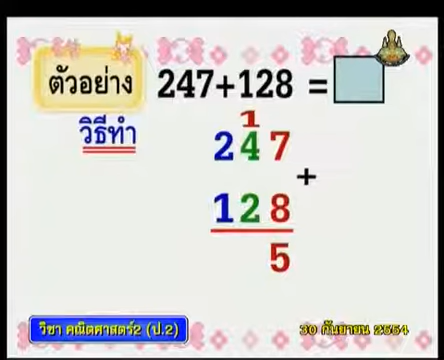 ตัวอย่าง 247+128 =
วิธีทำ
1
247
+
128
5
วิชา คณิตศาสตร์2 (ป.2) 30 กันยายน 2554